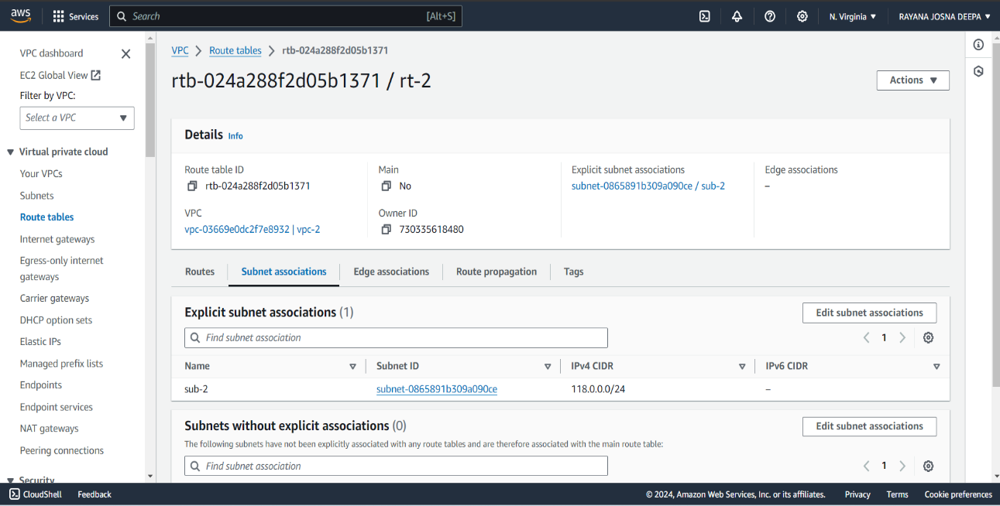 aws Services Search [Alt+S] N. Virginia RAYANA JOSNA DEEPA
VPC dashboard
EC2 Global View
Filter by VPC:
Select a VPC
Virtual private cloud
Your VPCs
Subnets
Route tables
Internet gateways
Egress-only internet
gateways
Carrier gateways
DHCP option sets
Elastic IPs
Managed prefix lists
Endpoints
Endpoint services
NAT gateways
Peering connections
Security
VPC Route tables rtb-024a288f2d05b1371
rtb-024a288f2d05b1371 / rt-2
Actions
Details Info
Route table ID Main Explicit subnet associations Edge associations
rtb-024a288f2d05b1371 No subnet-0865891b309a090ce / sub-2 –
VPC Owner ID
vpc-03669e0dc2f7e8932 | vpc-2 730335618480
Routes Subnet associations Edge associations Route propagation Tags
Explicit subnet associations (1) Edit subnet associations
Find subnet association 1
Name Subnet ID IPv4 CIDR IPv6 CIDR
sub-2 subnet-0865891b309a090ce 118.0.0.0/24 –
Subnets without explicit associations (0) Edit subnet associations
The following subnets have not been explicitly associated with any route tables and are therefore associated with the main route table:
Find subnet association 1
CloudShell Feedback © 2024, Amazon Web Services, Inc. or its affiliates. Privacy Terms Cookie preferences